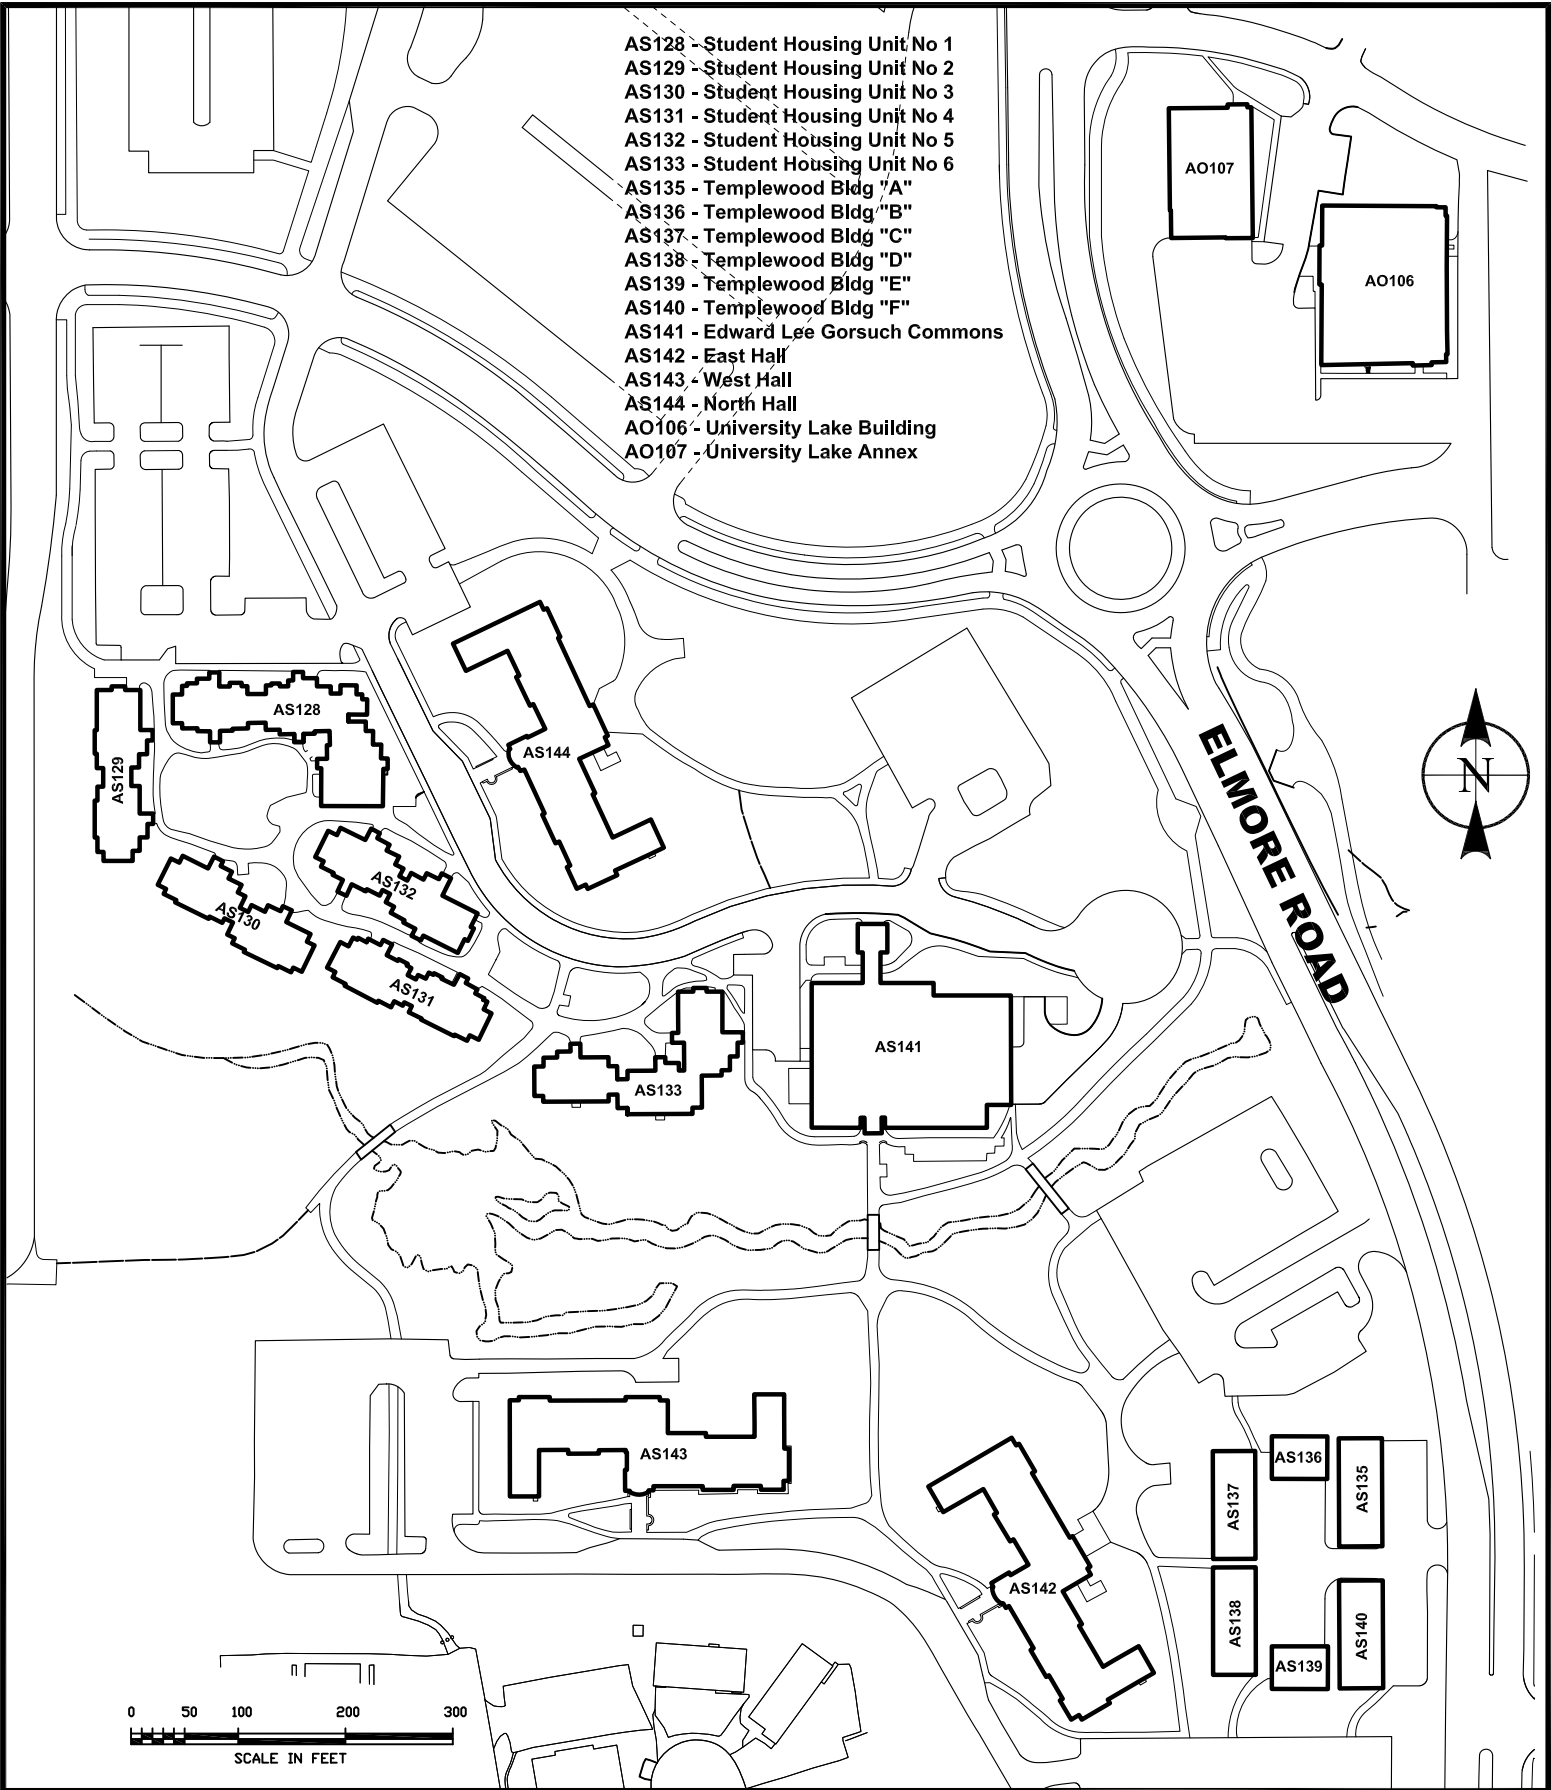 AS128 - Student Housing Unit No 1
AS129 - Student Housing Unit No 2
AS130 - Student Housing Unit No 3
AS131 - Student Housing Unit No 4
AS132 - Student Housing Unit No 5
AS133 - Student Housing Unit No 6
AS135 - Templewood Bldg "A"
AS136 - Templewood Bldg "B"
AS137 - Templewood Bldg "C"
AS138 - Templewood Bldg "D"
AS139 - Templewood Bldg "E"
AS140 - Templewood Bldg "F"
AS141 - Edward Lee Gorsuch Commons
AS142 - East Hall
AS143 - West Hall
AS144 - North Hall
AO106 - University Lake Building
AO107 - University Lake Annex
AO107
AO106
AS128
AS144
AS129
ELMORE ROAD
N
AS132
AS130
AS131
AS141
AS133
AS143
AS136
AS135
AS137
AS142
AS138
AS140
AS139
0 50 100 200 300
SCALE IN FEET